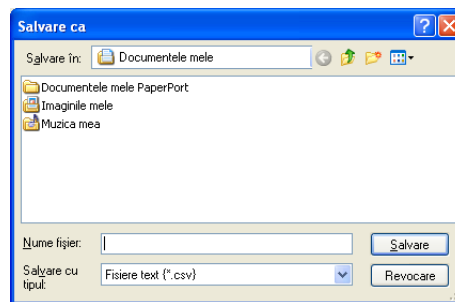 Salvare ca
Salvare în: Documentele mele
Documentele mele PaperPort
Imaginile mele
Muzica mea
Nume fişier:
Salvare
Salvare cu
tipul:
Fisiere text {*.csv}
Revocare